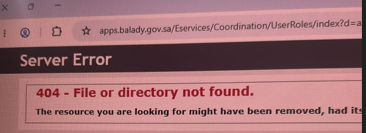 apps.balady.gov.sa/Eservices/Coordination/UserRoles/index?d=a
Server Error
404 - File or directory not found.
The resource you are looking for might have been removed, had its